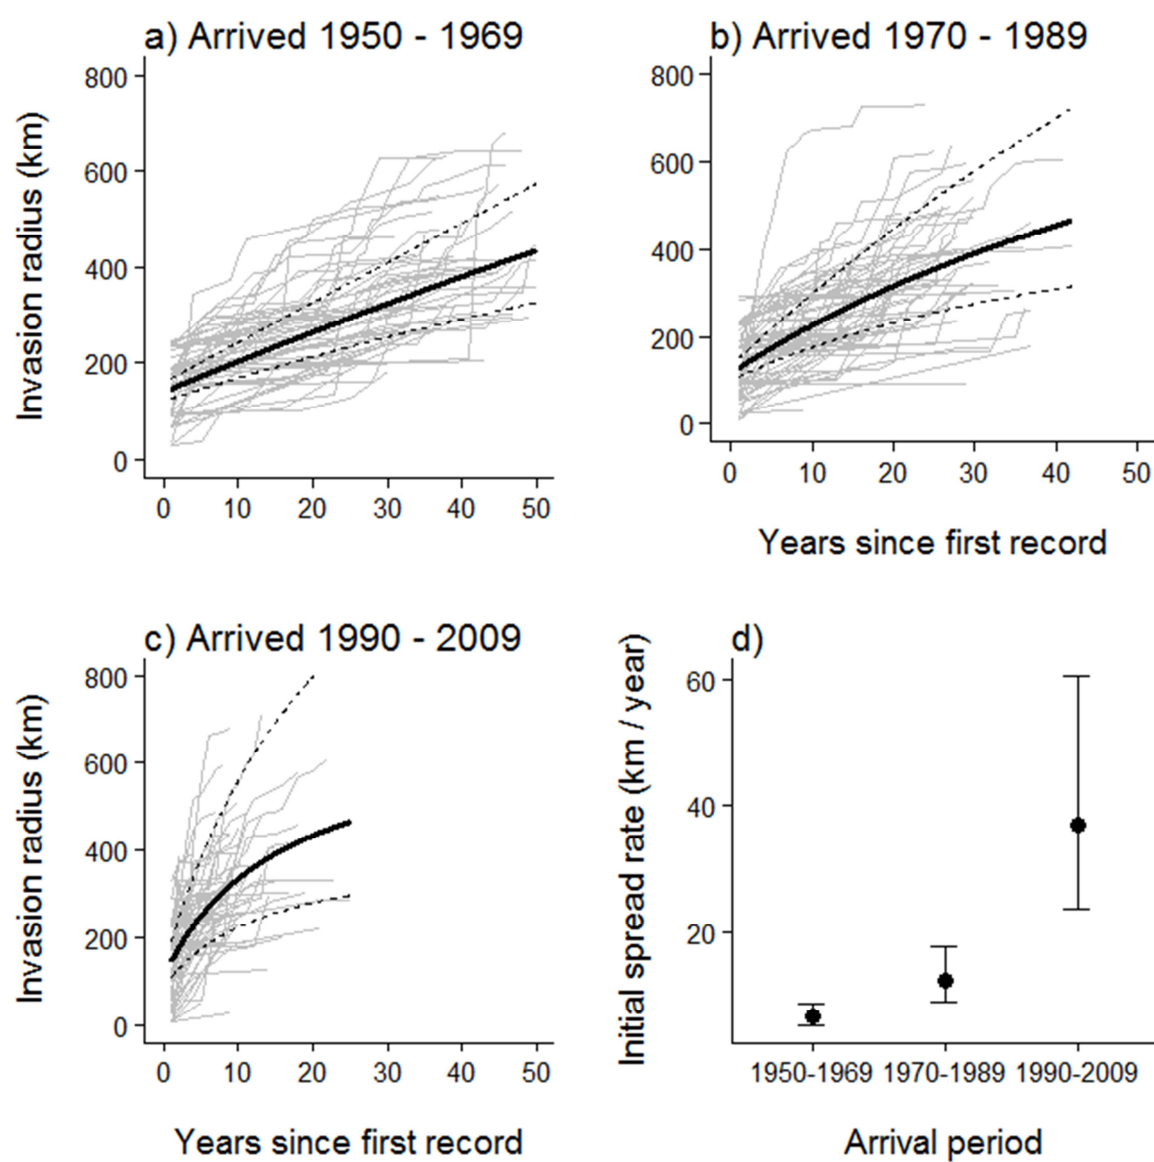 a) Arrived 1950 - 1969
Invasion radius (km)
800
600
400
200
0
0 10 20 30 40 50
b) Arrived 1970 - 1989
800
600
400
200
0
0 10 20 30 40 50
Years since first record
c) Arrived 1990 - 2009
Invasion radius (km)
800
600
400
200
0
0 10 20 30 40 50
Years since first record
d)
Initial spread rate (km / year)
60
40
20
1950-1969 1970-1989 1990-2009
Arrival period